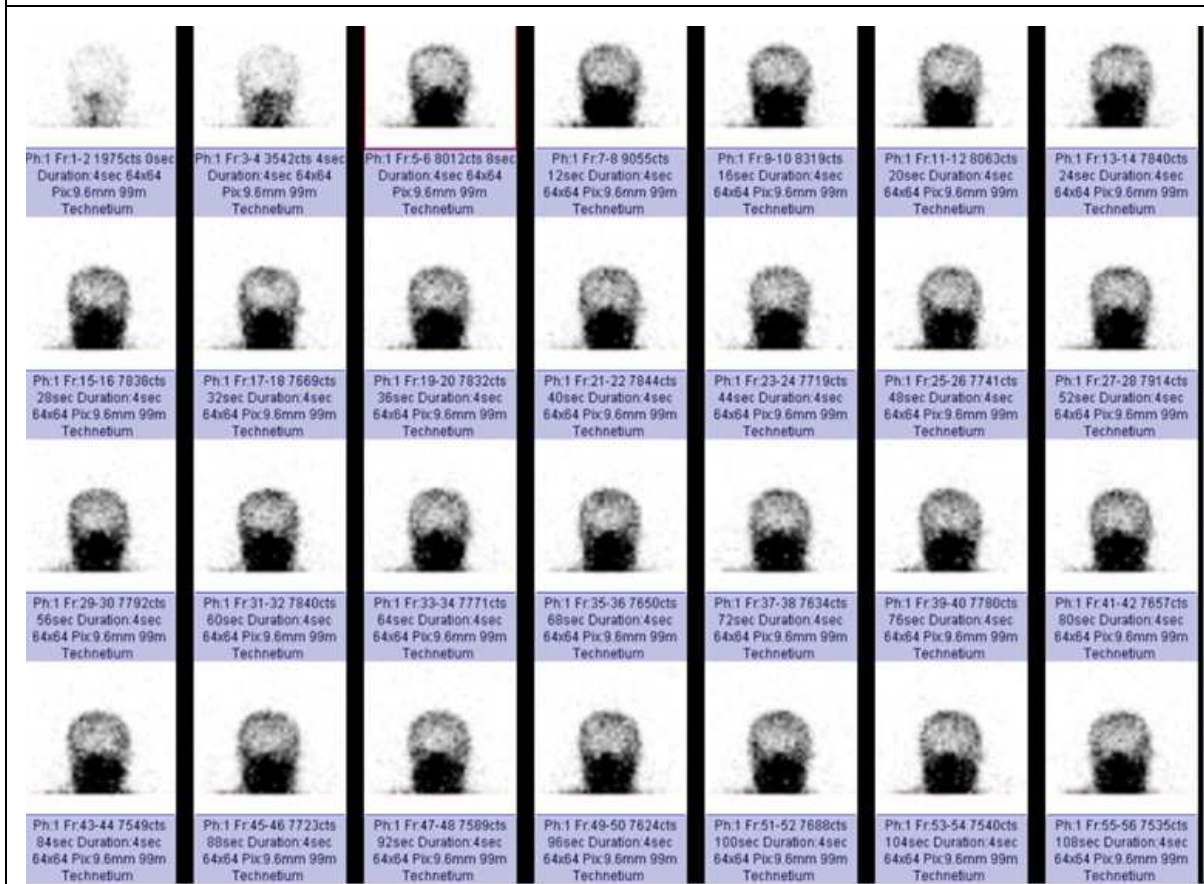 Ph:1 Fr:1-2 1975cts 0sec
Duration:4sec 64x64
Pix:9.6mm 99m
Technetium
Ph:1 Fr:3-4 3542cts 4sec
Duration:4sec 64x64
Pix:9.6mm 99m
Technetium
Ph:1 Fr:5-6 8012cts 8sec
Duration:4sec 64x64
Pix:9.6mm 99m
Technetium
Ph:1 Fr:7-8 9055cts
12sec Duration:4sec
64x64 Pix:9.6mm 99m
Technetium
Ph:1 Fr:9-10 8319cts
16sec Duration:4sec
64x64 Pix:9.6mm 99m
Technetium
Ph:1 Fr:11-12 8063cts
20sec Duration:4sec
64x64 Pix:9.6mm 99m
Technetium
Ph:1 Fr:13-14 7840cts
24sec Duration:4sec
64x64 Pix:9.6mm 99m
Technetium
Ph:1 Fr:15-16 7838cts
28sec Duration:4sec
64x64 Pix:9.6mm 99m
Technetium
Ph:1 Fr:17-18 7669cts
32sec Duration:4sec
64x64 Pix:9.6mm 99m
Technetium
Ph:1 Fr:19-20 7832cts
36sec Duration:4sec
64x64 Pix:9.6mm 99m
Technetium
Ph:1 Fr:21-22 7844cts
40sec Duration:4sec
64x64 Pix:9.6mm 99m
Technetium
Ph:1 Fr:23-24 7719cts
44sec Duration:4sec
64x64 Pix:9.6mm 99m
Technetium
Ph:1 Fr:25-26 7741cts
48sec Duration:4sec
64x64 Pix:9.6mm 99m
Technetium
Ph:1 Fr:27-28 7914cts
52sec Duration:4sec
64x64 Pix:9.6mm 99m
Technetium
Ph:1 Fr:29-30 7792cts
56sec Duration:4sec
64x64 Pix:9.6mm 99m
Technetium
Ph:1 Fr:31-32 7840cts
60sec Duration:4sec
64x64 Pix:9.6mm 99m
Technetium
Ph:1 Fr:33-34 7771cts
64sec Duration:4sec
64x64 Pix:9.6mm 99m
Technetium
Ph:1 Fr:35-36 7650cts
68sec Duration:4sec
64x64 Pix:9.6mm 99m
Technetium
Ph:1 Fr:37-38 7634cts
72sec Duration:4sec
64x64 Pix:9.6mm 99m
Technetium
Ph:1 Fr:39-40 7780cts
76sec Duration:4sec
64x64 Pix:9.6mm 99m
Technetium
Ph:1 Fr:41-42 7657cts
80sec Duration:4sec
64x64 Pix:9.6mm 99m
Technetium
Ph:1 Fr:43-44 7549cts
84sec Duration:4sec
64x64 Pix:9.6mm 99m
Technetium
Ph:1 Fr:45-46 7723cts
88sec Duration:4sec
64x64 Pix:9.6mm 99m
Technetium
Ph:1 Fr:47-48 7589cts
92sec Duration:4sec
64x64 Pix:9.6mm 99m
Technetium
Ph:1 Fr:49-50 7624cts
96sec Duration:4sec
64x64 Pix:9.6mm 99m
Technetium
Ph:1 Fr:51-52 7688cts
100sec Duration:4sec
64x64 Pix:9.6mm 99m
Technetium
Ph:1 Fr:53-54 7540cts
104sec Duration:4sec
64x64 Pix:9.6mm 99m
Technetium
Ph:1 Fr:55-56 7535cts
108sec Duration:4sec
64x64 Pix:9.6mm 99m
Technetium